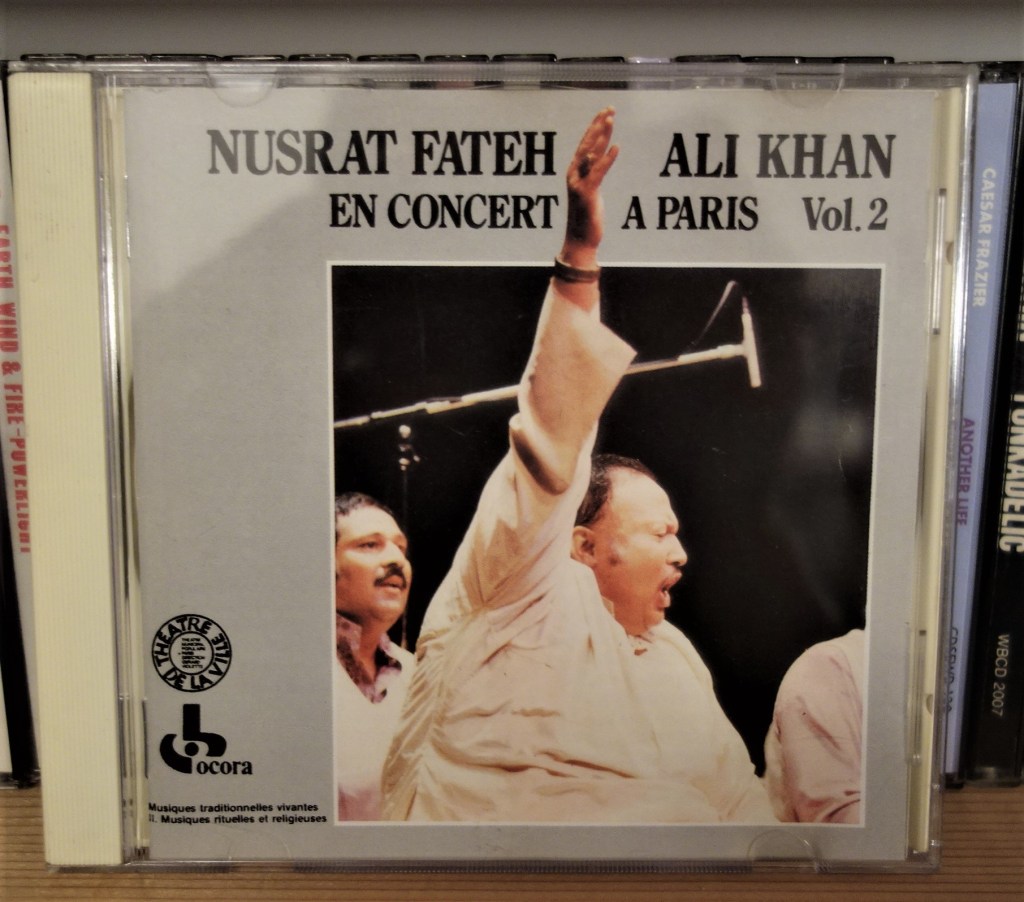 NUSRAT FATEH ALI KHAN
EN CONCERT A PARIS Vol. 2
THÉATRE DE LA VILLE
ocora
Musiques traditionnelles vivantes
II. Musiques rituelles et religieuses
EARTH WIND & FIRE - POWERLIGHT
CAESAR FRAZIER
ANOTHER LIFE
FUNKADELIC
WBCD 2007